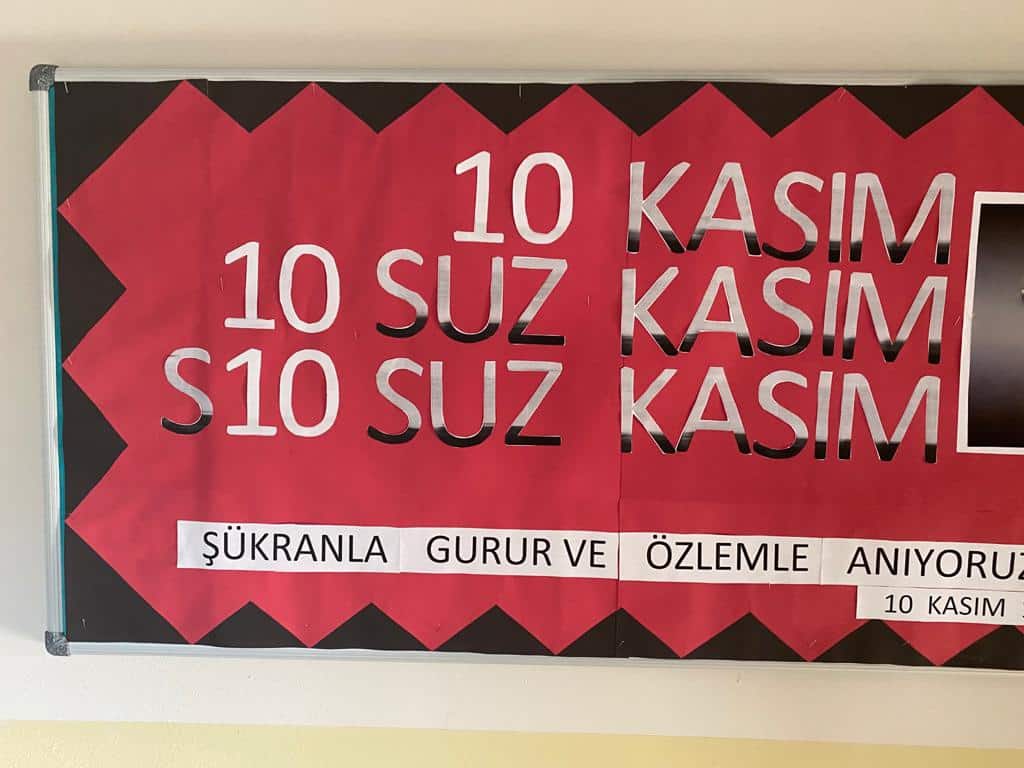 10 KASIM
10 SUZ KASIM
S10 SUZ KASIM
ŞÜKRANLA GURUR VE ÖZLEMLE ANIYORUZ
10 KASIM